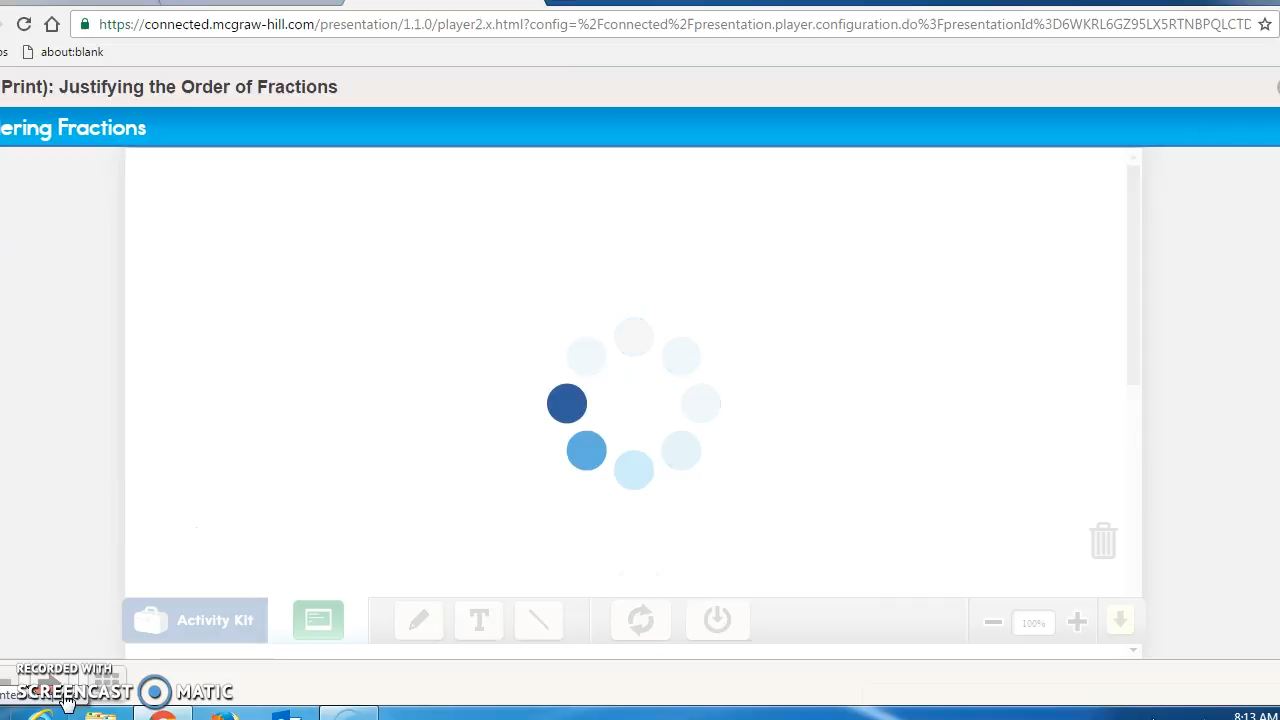 https://connected.mcgraw-hill.com/presentation/1.1.0/player2.x.html?config=%2Fconnected%2Fpresentation.player.configuration.do%3FpresentationId%3D6WKRL6GZ95LX5RTNBPQLCTD
ps about:blank
Print): Justifying the Order of Fractions
ering Fractions
Activity Kit
T
100%
RECORDED WITH
SCREENCAST MATIC
8:13 AM